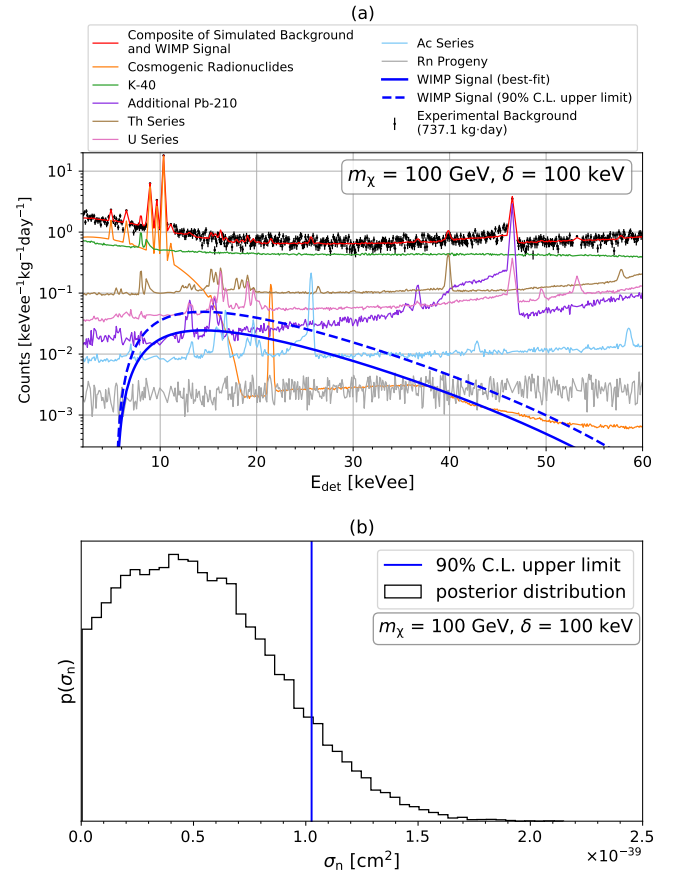 (a)
Composite of Simulated Background
and WIMP Signal
Cosmogenic Radionuclides
K-40
Additional Pb-210
Th Series
U Series
Ac Series
Rn Progeny
WIMP Signal (best-fit)
WIMP Signal (90% C.L. upper limit)
Experimental Background
(737.1 kg·day)
m_χ = 100 GeV, δ = 100 keV
Counts [keVee⁻¹kg⁻¹day⁻¹]
10¹
10⁰
10⁻¹
10⁻²
10⁻³
10 20 30 40 50 60
E_det [keVee]
(b)
90% C.L. upper limit
posterior distribution
m_χ = 100 GeV, δ = 100 keV
p(σ_n)
0.0 0.5 1.0 1.5 2.0 2.5
×10⁻³⁹
σ_n [cm²]